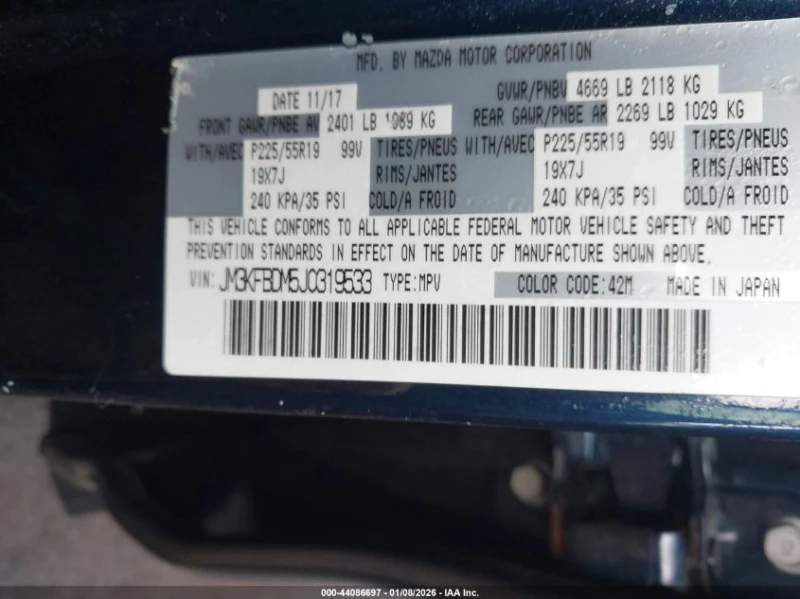 MFD. BY MAZDA MOTOR CORPORATION
DATE 11/17 GVWR/PNBV 4669 LB 2118 KG
FRONT GAWR/PNBE AV 2401 LB 1089 KG REAR GAWR/PNBE AR 2269 LB 1029 KG
WITH/AVEC P225/55R19 99V TIRES/PNEUS WITH/AVEC P225/55R19 99V TIRES/PNEUS
19X7J RIMS/JANTES 19X7J RIMS/JANTES
240 KPA/35 PSI COLD/A FROID 240 KPA/35 PSI COLD/A FROID
THIS VEHICLE CONFORMS TO ALL APPLICABLE FEDERAL MOTOR VEHICLE SAFETY AND THEFT
PREVENTION STANDARDS IN EFFECT ON THE DATE OF MANUFACTURE SHOWN ABOVE.
VIN: JM3KFBDM5J0319533 TYPE:MPV COLOR CODE:42M MADE IN JAPAN
000-44086697 - 01/08/2026 - IAA Inc.